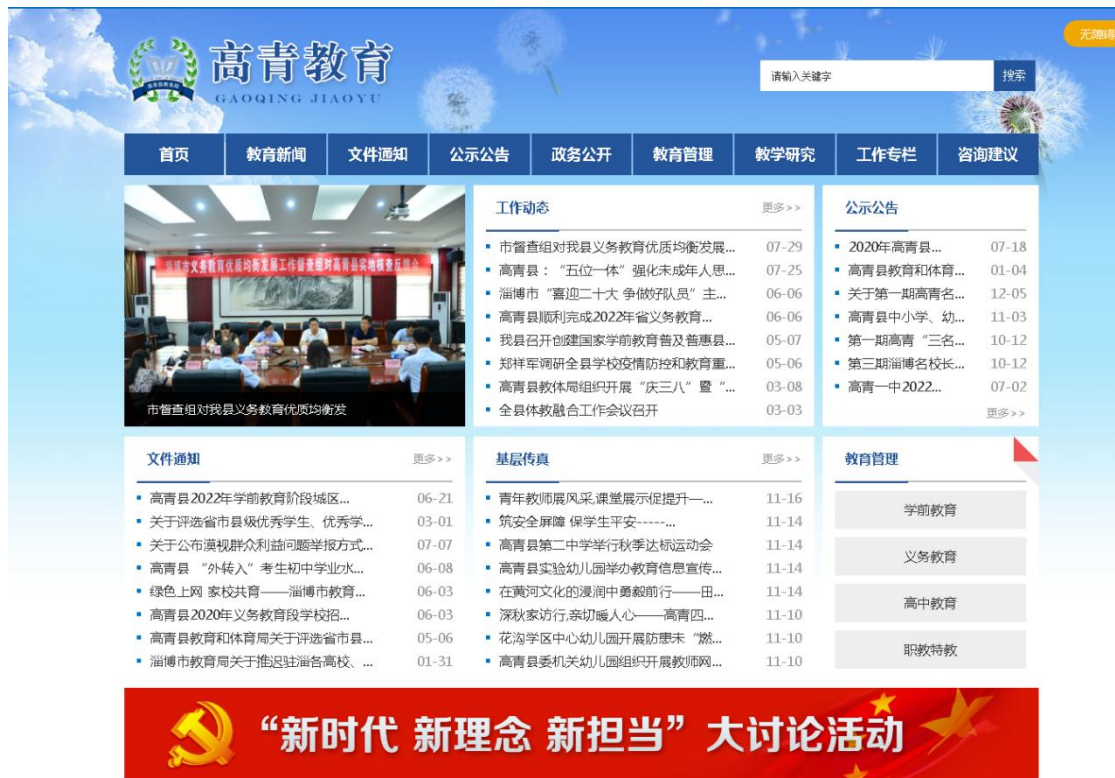 无障碍
高青教育
GAOQING JIAOYU
请输入关键字 搜索
首页 教育新闻 文件通知 公示公告 政务公开 教育管理 教学研究 工作专栏 咨询建议
淄博市义务教育优质均衡发展工作督查组对高青县实地核查反馈会
市督查组对我县义务教育优质均衡发
工作动态 更多>>
市督查组对我县义务教育优质均衡发展... 07-29
高青县：“五位一体”强化未成年人思... 07-25
淄博市“喜迎二十大 争做好队员”主... 06-06
高青县顺利完成2022年省义务教育... 06-06
我县召开创建国家学前教育普及普惠县... 05-07
郑祥军调研全县学校疫情防控和教育重... 05-06
高青县教体局组织开展“庆三八”暨“... 03-08
全县体教融合工作会议召开 03-03
公示公告
2020年高青县... 07-18
高青县教育和体育... 01-04
关于第一期高青名... 12-05
高青县中小学、幼... 11-03
第一期高青“三名... 10-12
第三期淄博名校长... 10-12
高青一中2022... 07-02
更多>>
文件通知 更多>>
高青县2022年学前教育阶段城区... 06-21
关于评选省市县级优秀学生、优秀学... 03-01
关于公布漠视群众利益问题举报方式... 07-07
高青县“外转入”考生初中学业水... 06-08
绿色上网 家校共育——淄博市教育... 06-03
高青县2020年义务教育段学校招... 06-03
高青县教育和体育局关于评选省市县... 05-06
淄博市教育局关于推迟驻淄各高校、... 01-31
基层传真 更多>>
青年教师展风采,课堂展示促提升—... 11-16
筑安全屏障 保学生平安-----... 11-14
高青县第二中学举行秋季达标运动会 11-14
高青县实验幼儿园举办教育信息宣传... 11-14
在黄河文化的浸润中勇毅前行——田... 11-14
深秋家访行,亲切暖人心——高青四... 11-10
花沟学区中心幼儿园开展防患未“燃... 11-10
高青县委机关幼儿园组织开展教师网... 11-10
教育管理
学前教育
义务教育
高中教育
职教特教
“新时代 新理念 新担当”大讨论活动